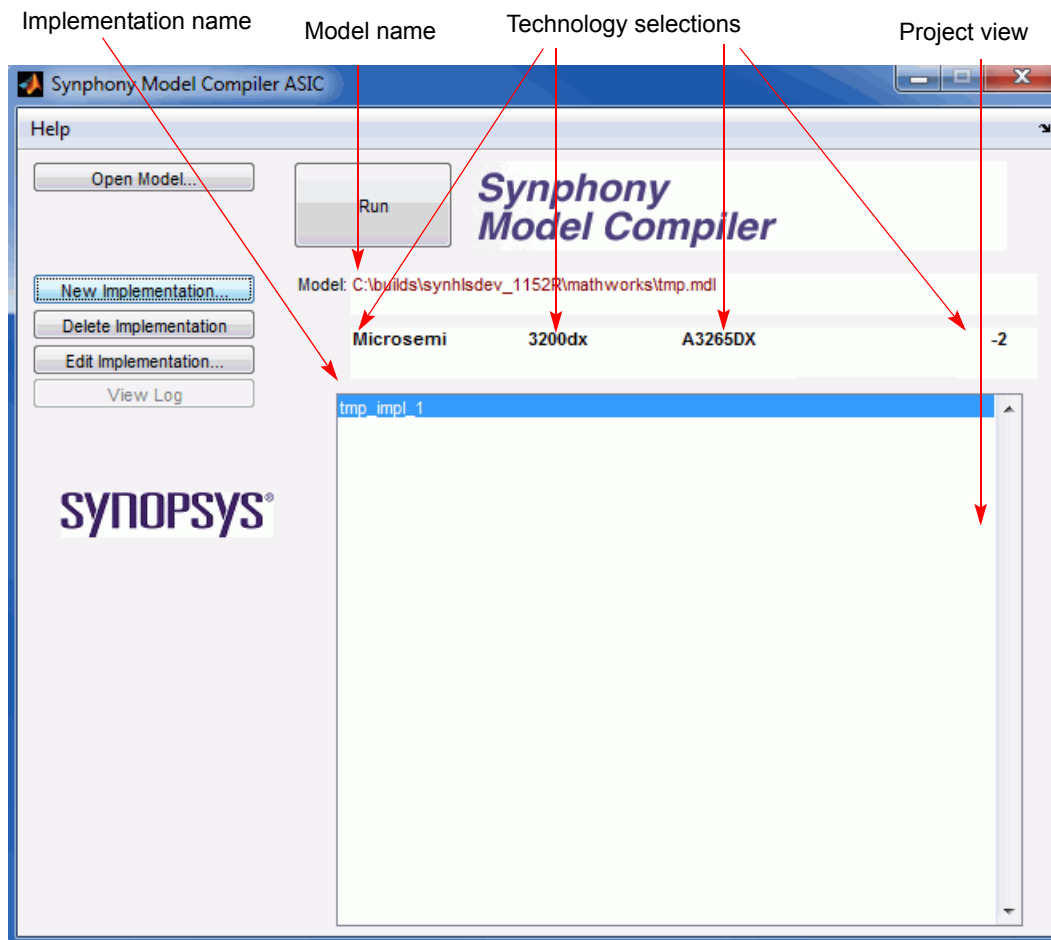 Implementation name
Model name
Technology selections
Project view
Synphony Model Compiler ASIC
Help
Open Model...
Run
Synphony
Model Compiler
New Implementation...
Model: C:\builds\synhlsdev_1152R\mathworks\tmp.mdl
Delete Implementation
Microsemi 3200dx A3265DX -2
Edit Implementation...
View Log
tmp_impl_1
SYNOPSYS®